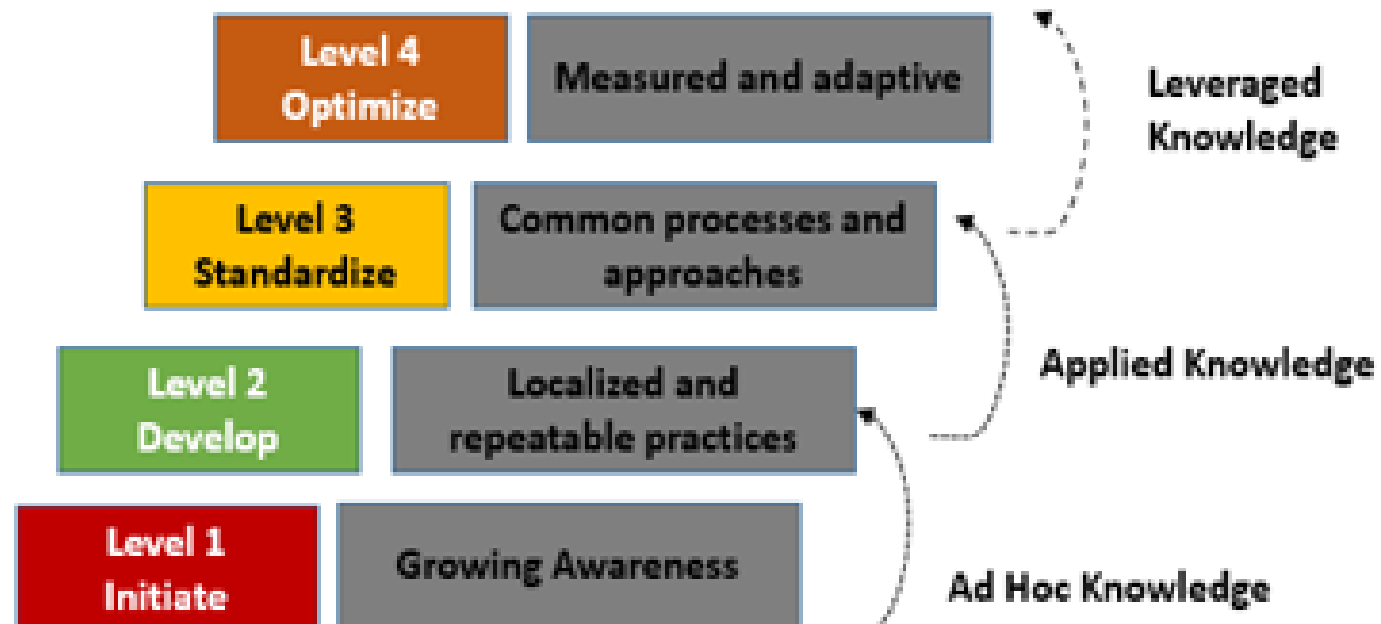 Level 4
Optimize
Measured and adaptive
Leveraged
Knowledge
Level 3
Standardize
Common processes and
approaches
Applied Knowledge
Level 2
Develop
Localized and
repeatable practices
Level 1
Initiate
Growing Awareness
Ad Hoc Knowledge